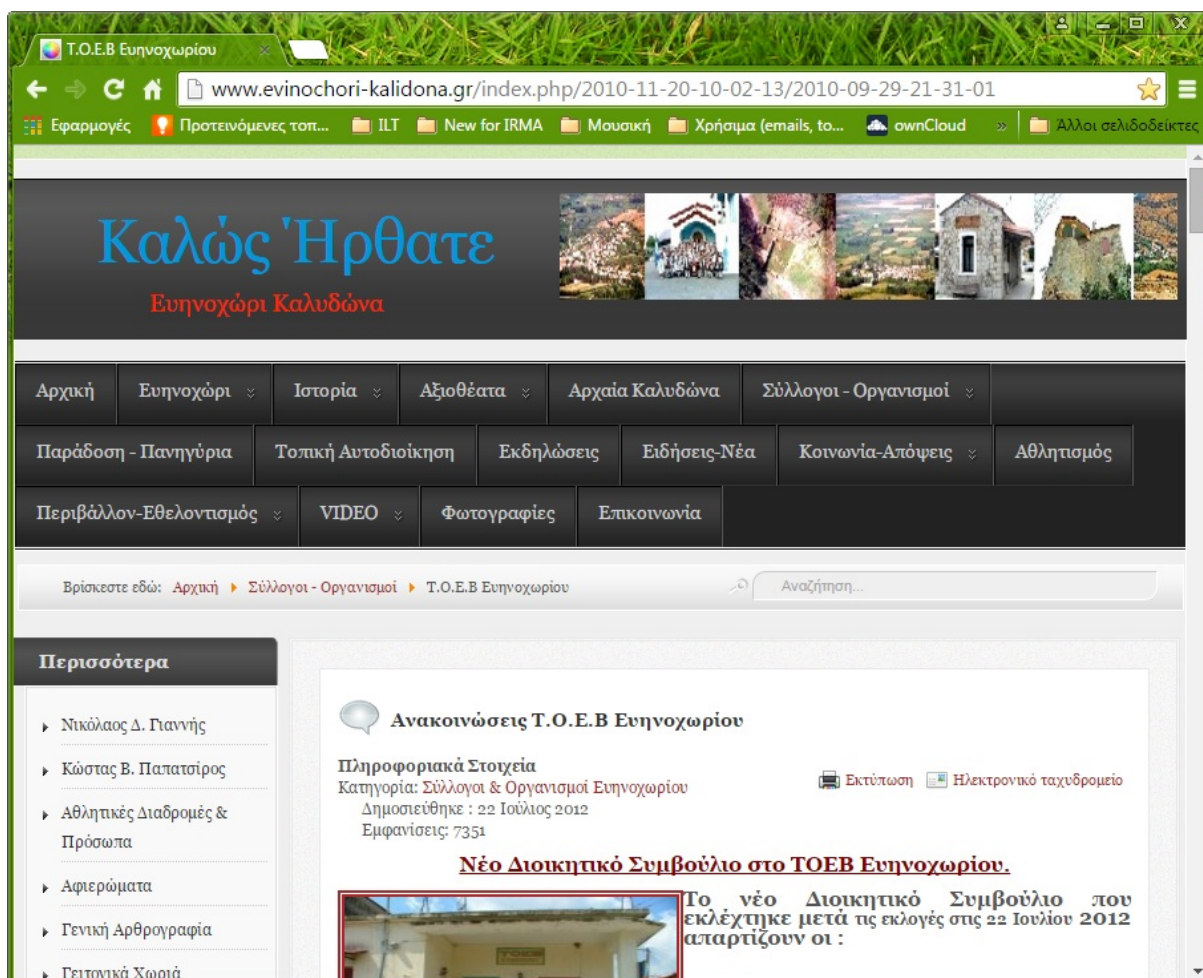 Τ.Ο.Ε.Β Ευηνοχωρίου
www.evinochori-kalidona.gr/index.php/2010-11-20-10-02-13/2010-09-29-21-31-01
Εφαρμογές Προτεινόμενες τοπ... ILT New for IRMA Μουσική Χρήσιμα (emails, to... ownCloud » Άλλοι σελιδοδείκτες
Καλώς Ήρθατε
Ευηνοχώρι Καλυδώνα
Αρχική Ευηνοχώρι Ιστορία Αξιοθέατα Αρχαία Καλυδώνα Σύλλογοι - Οργανισμοί
Παράδοση - Πανηγύρια Τοπική Αυτοδιοίκηση Εκδηλώσεις Ειδήσεις-Νέα Κοινωνία-Απόψεις Αθλητισμός
Περιβάλλον-Εθελοντισμός VIDEO Φωτογραφίες Επικοινωνία
Βρίσκεστε εδώ: Αρχική Σύλλογοι - Οργανισμοί Τ.Ο.Ε.Β Ευηνοχωρίου Αναζήτηση...
Περισσότερα
Νικόλαος Δ. Γιαννής
Κώστας Β. Παπατσίρος
Αθλητικές Διαδρομές &
Πρόσωπα
Αφιερώματα
Γενική Αρθρογραφία
Γειτονικά Χωριά
Ανακοινώσεις Τ.Ο.Ε.Β Ευηνοχωρίου
Πληροφοριακά Στοιχεία
Κατηγορία: Σύλλογοι & Οργανισμοί Ευηνοχωρίου
Εκτύπωση Ηλεκτρονικό ταχυδρομείο
Δημοσιεύθηκε : 22 Ιούλιος 2012
Εμφανίσεις: 7351
Νέο Διοικητικό Συμβούλιο στο ΤΟΕΒ Ευηνοχωρίου.
Το νέο Διοικητικό Συμβούλιο που
εκλέχτηκε μετά τις εκλογές στις 22 Ιουλίου 2012
απαρτίζουν οι :
ΤΟΕΒ